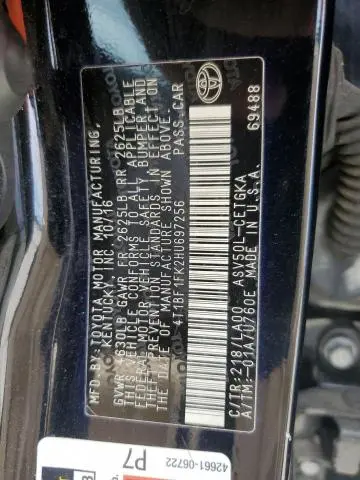 MFD. BY: TOYOTA MOTOR MANUFACTURING,
KENTUCKY, INC. 10/16
GVWR 4630LB GAWR FR 2625LB RR 2625LB
THIS VEHICLE CONFORMS TO ALL APPLICABLE
FEDERAL MOTOR VEHICLE SAFETY, BUMPER, AND
THEFT PREVENTION STANDARDS IN EFFECTION
THE DATE OF MANUFACTURE SHOWN ABOVE.
4T1BF1FK2HU697256 PASS.CAR
TOYOTA
69488
C/TR:218/LA00 ASV50L-CETGKA
A/TM:-01A/U760E MADE IN U.S.A.
42661-06722
P7